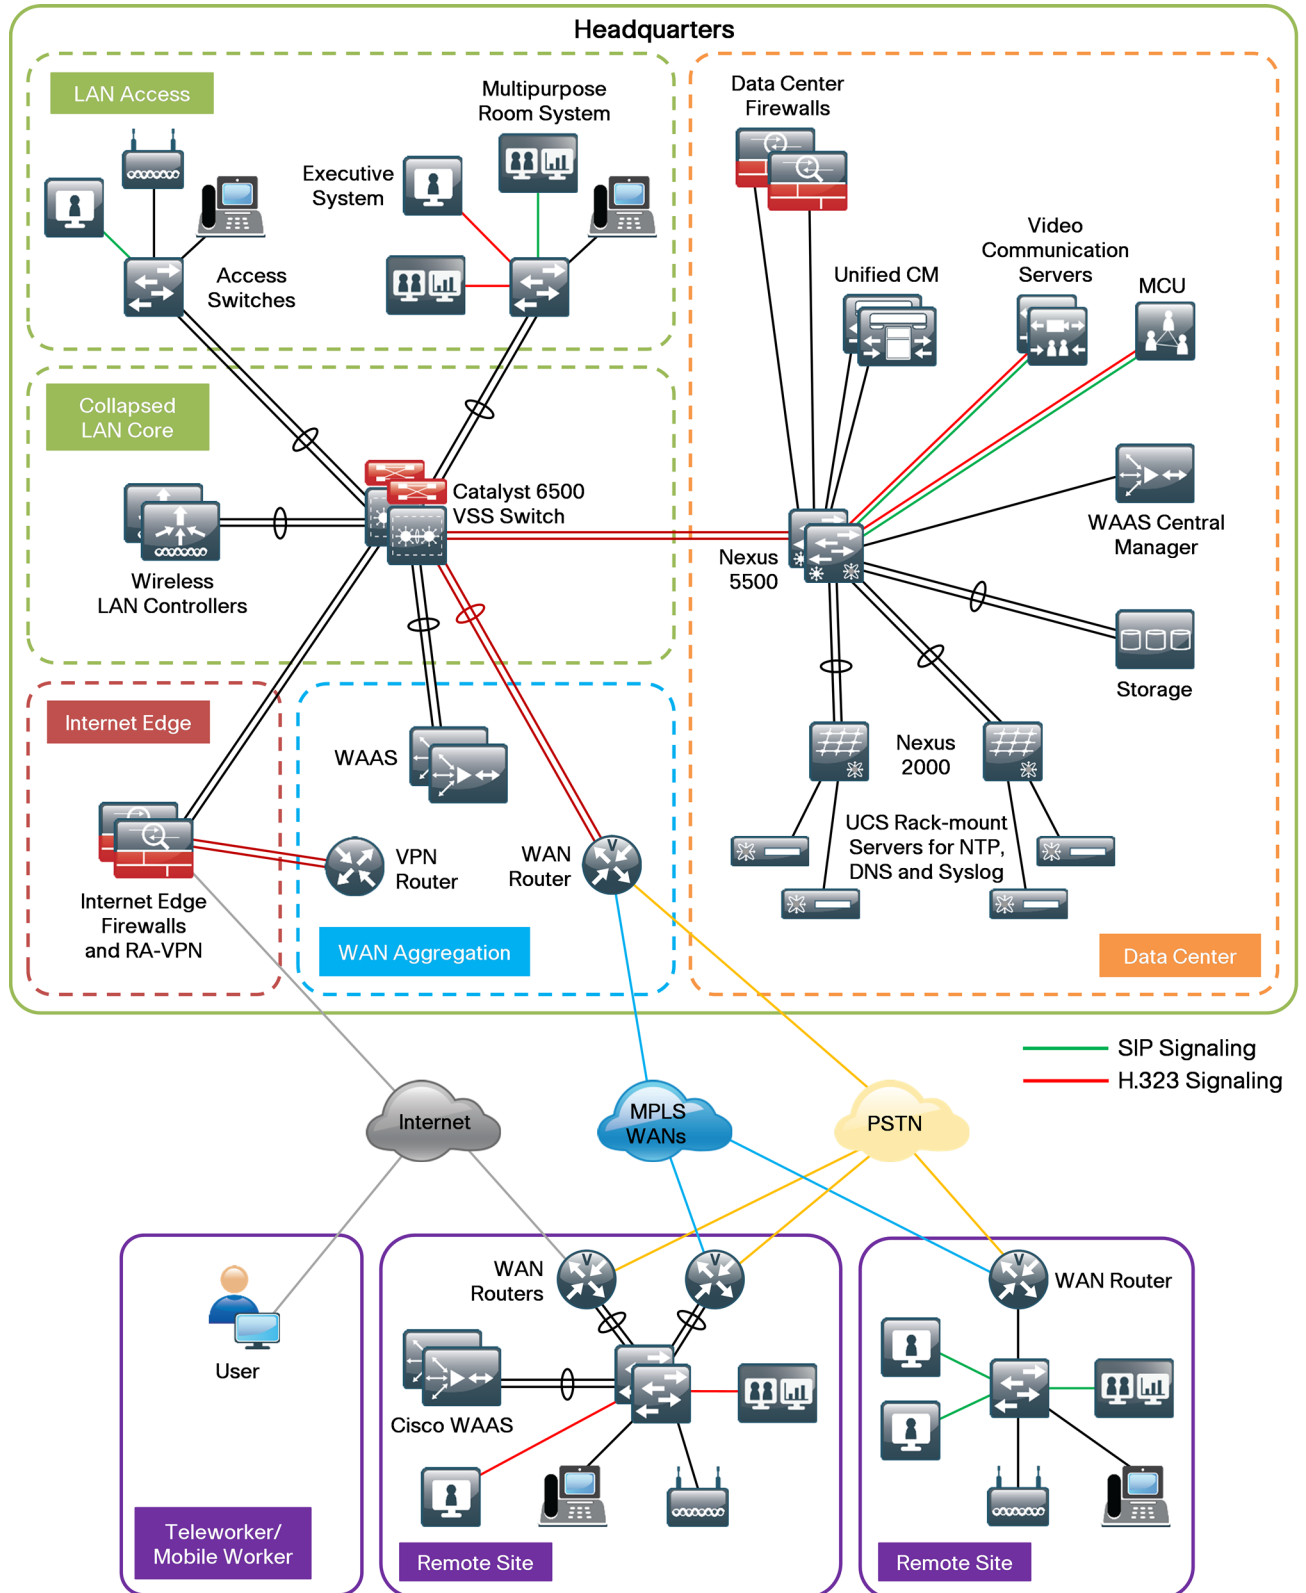 Headquarters
LAN Access
Multipurpose
Room System
Executive
System
Access
Switches
Data Center
Firewalls
Video
Communication
Servers
Unified CM
MCU
Collapsed
LAN Core
Catalyst 6500
VSS Switch
Wireless
LAN Controllers
Nexus
5500
WAAS Central
Manager
Storage
Internet Edge
WAAS
Nexus
2000
VPN
Router
WAN
Router
V
UCS Rack-mount
Servers for NTP,
DNS and Syslog
Internet Edge
Firewalls
and RA-VPN
WAN Aggregation
Data Center
SIP Signaling
H.323 Signaling
Internet
MPLS
WANs
PSTN
WAN
Routers
V
V
V
WAN Router
User
Cisco WAAS
Teleworker/
Mobile Worker
Remote Site
Remote Site